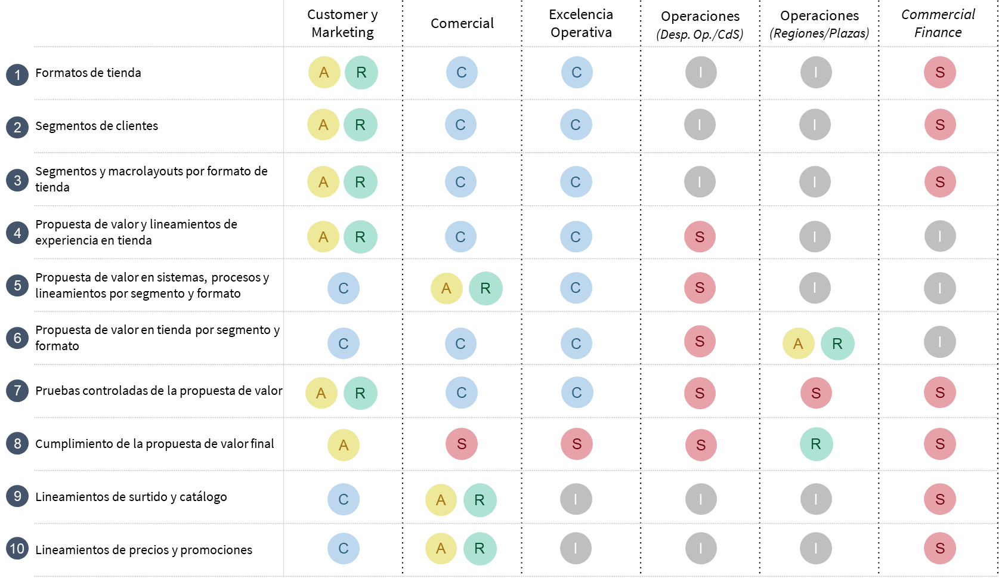 Customer y
Marketing
Comercial
Excelencia
Operativa
Operaciones
(Desp. Op./CdS)
Operaciones
(Regiones/Plazas)
Commercial
Finance
1 Formatos de tienda A R C C I I S
2 Segmentos de clientes A R C C I I S
3 Segmentos y macrolayouts por formato de
tienda A R C C I I S
4 Propuesta de valor y lineamientos de
experiencia en tienda A R C C S I I
5 Propuesta de valor en sistemas, procesos y
lineamientos por segmento y formato C A R C S I I
6 Propuesta de valor en tienda por segmento y
formato C C C S A R I
7 Pruebas controladas de la propuesta de valor A R C C S S S
8 Cumplimiento de la propuesta de valor final A S S S R S
9 Lineamientos de surtido y catálogo C A R I I I S
10 Lineamientos de precios y promociones C A R I I I S